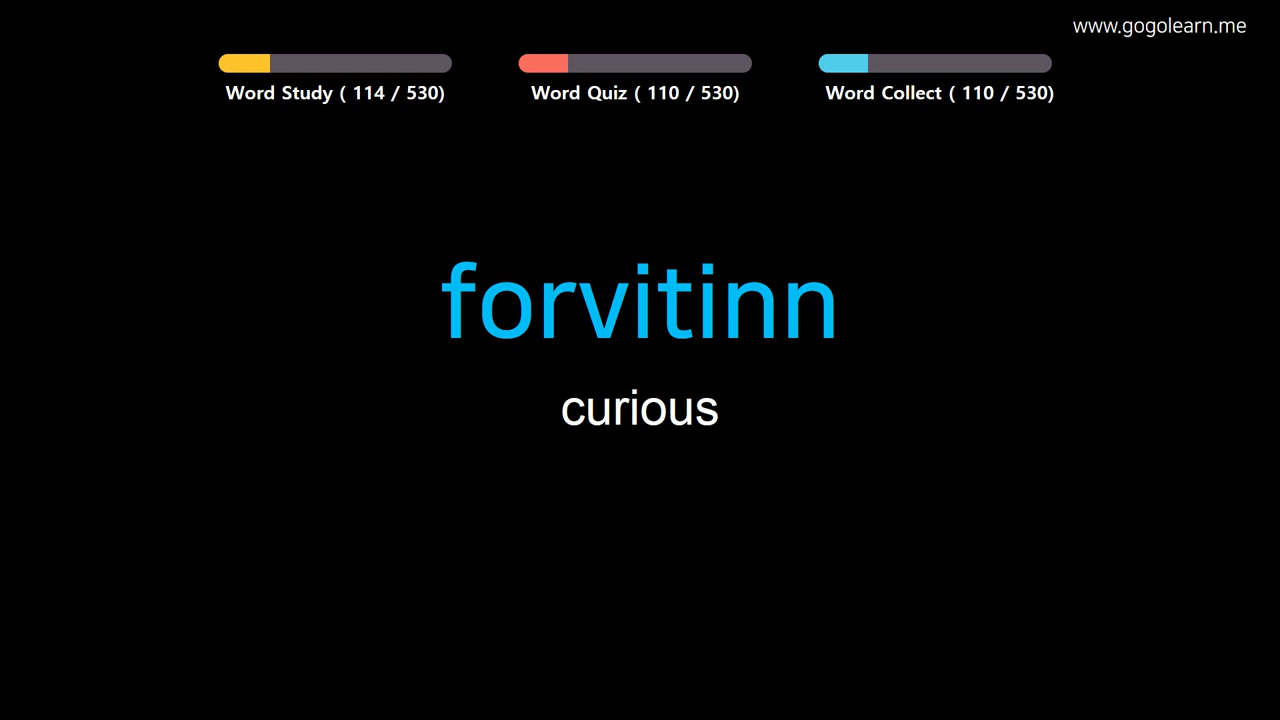 www.gogolearn.me
Word Study ( 114 / 530)
Word Quiz ( 110 / 530)
Word Collect ( 110 / 530)
forvitinn
curious